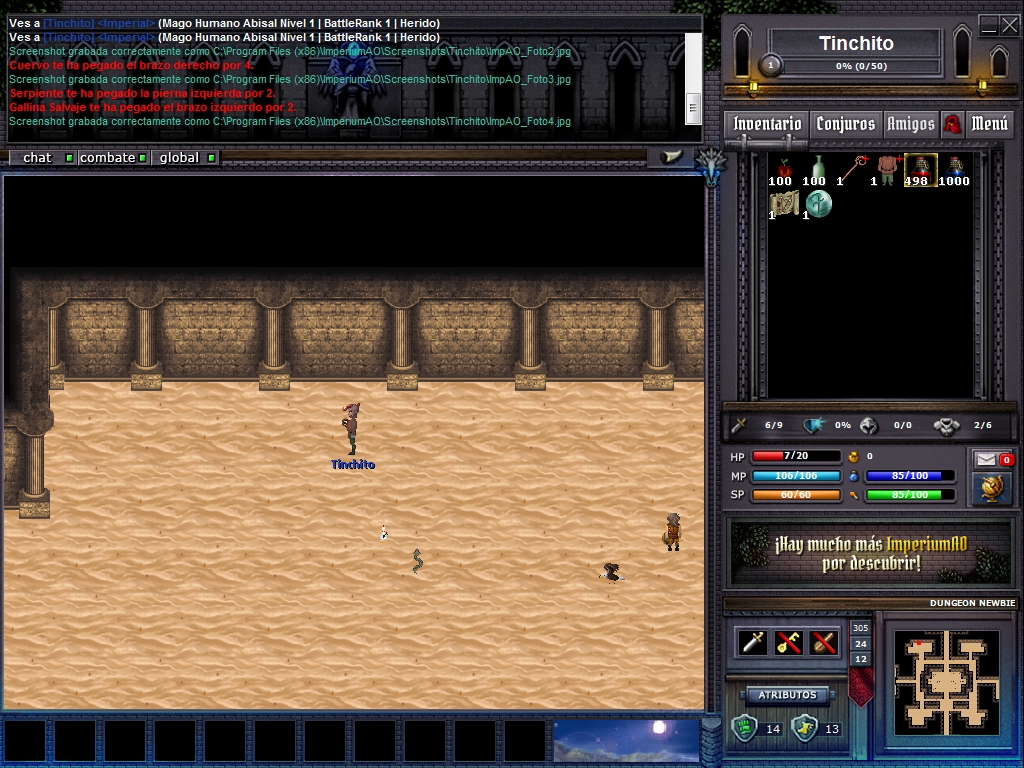 Ves a [Tinchito] <Imperial> (Mago Humano Abisal Nivel 1 | BattleRank 1 | Herido)
Ves a [Tinchito] <Imperial> (Mago Humano Abisal Nivel 1 | BattleRank 1 | Herido)
Screenshot grabada correctamente como C:\Program Files (x86)\ImperiumAO\Screenshots\Tinchito\ImpAO_Foto2.jpg
Cuervo te ha pegado el brazo derecho por 4.
Screenshot grabada correctamente como C:\Program Files (x86)\ImperiumAO\Screenshots\Tinchito\ImpAO_Foto3.jpg
Serpiente te ha pegado la pierna izquierda por 2.
Gallina Salvaje te ha pegado el brazo izquierdo por 2.
Screenshot grabada correctamente como C:\Program Files (x86)\ImperiumAO\Screenshots\Tinchito\ImpAO_Foto4.jpg
chat combate global
Tinchito
Tinchito
1 0% (0/50)
Inventario Conjuros Amigos Menú
100 100 1 1 498 1000
1 1
6/9 0% 0/0 2/6
HP 7/20 0 0
MP 106/106 85/100
SP 60/60 85/100
¡Hay mucho más ImperiumAO
por descubrir!
DUNGEON NEWBIE
305
24
12
ATRIBUTOS
14 13